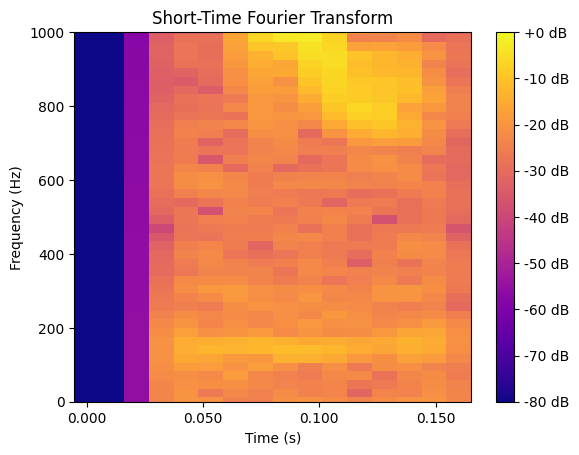 Short-Time Fourier Transform
1000
800
600
400
200
0
Frequency (Hz)
0.000
0.050
0.100
0.150
Time (s)
+0 dB
-10 dB
-20 dB
-30 dB
-40 dB
-50 dB
-60 dB
-70 dB
-80 dB